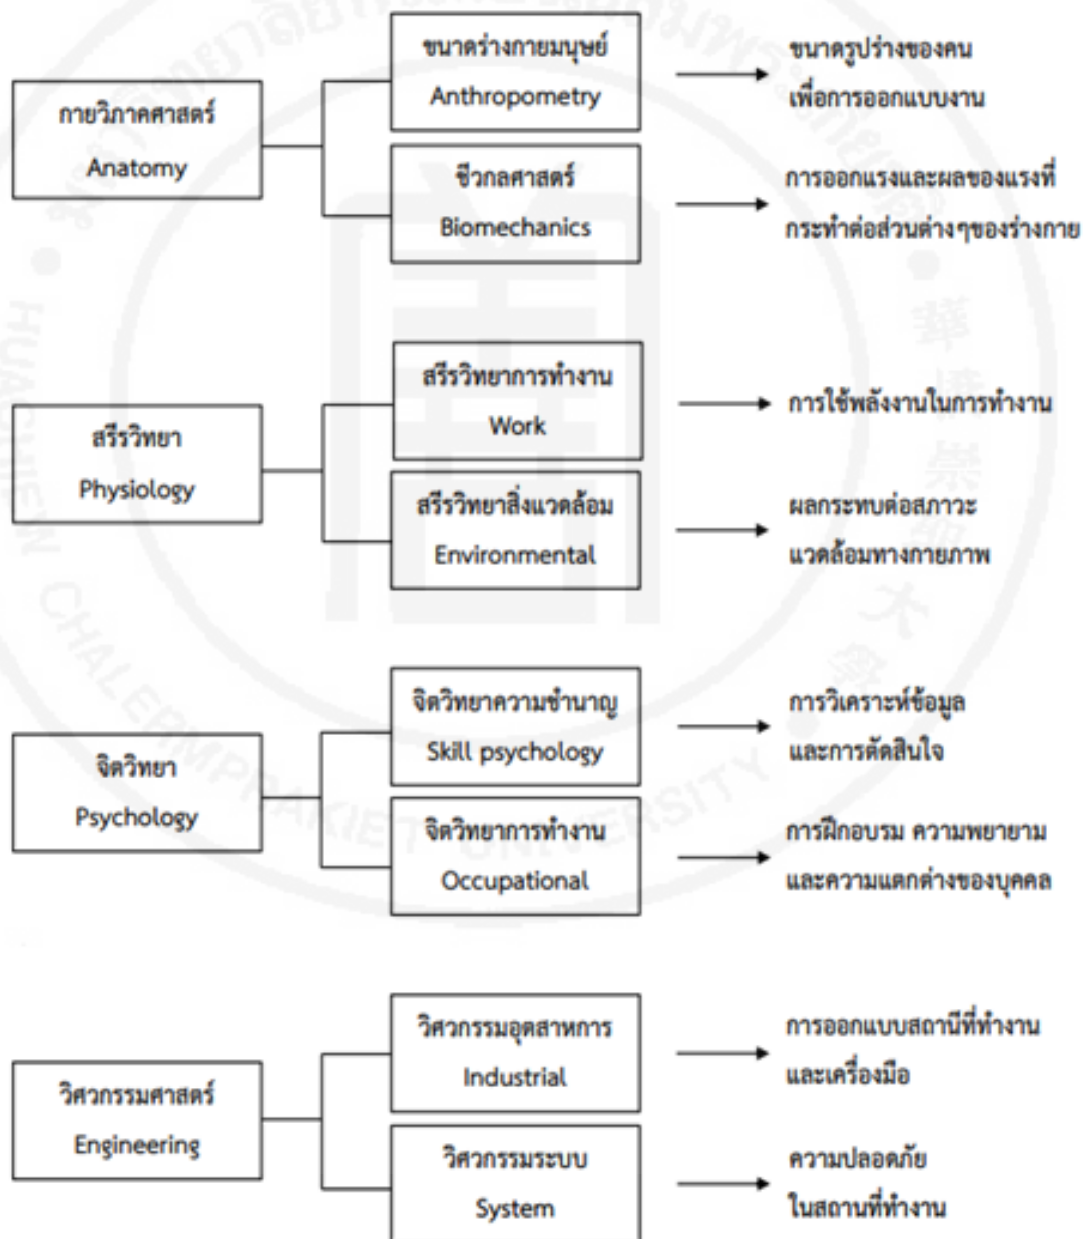 กายวิภาคศาสตร์
Anatomy
ขนาดร่างกายมนุษย์
Anthropometry
ขนาดรูปร่างของคน
เพื่อการออกแบบงาน
ชีวกลศาสตร์
Biomechanics
การออกแรงและผลของแรงที่
กระทำต่อส่วนต่างๆของร่างกาย
สรีรวิทยา
Physiology
สรีรวิทยาการทำงาน
Work
การใช้พลังงานในการทำงาน
สรีรวิทยาสิ่งแวดล้อม
Environmental
ผลกระทบต่อสภาวะ
แวดล้อมทางกายภาพ
จิตวิทยา
Psychology
จิตวิทยาความชำนาญ
Skill psychology
การวิเคราะห์ข้อมูล
และการตัดสินใจ
จิตวิทยาการทำงาน
Occupational
การฝึกอบรม ความพยายาม
และความแตกต่างของบุคคล
วิศวกรรมศาสตร์
Engineering
วิศวกรรมอุตสาหการ
Industrial
การออกแบบสถานีที่ทำงาน
และเครื่องมือ
วิศวกรรมระบบ
System
ความปลอดภัย
ในสถานที่ทำงาน
CHALERMPRAKIET UNIVERSITY